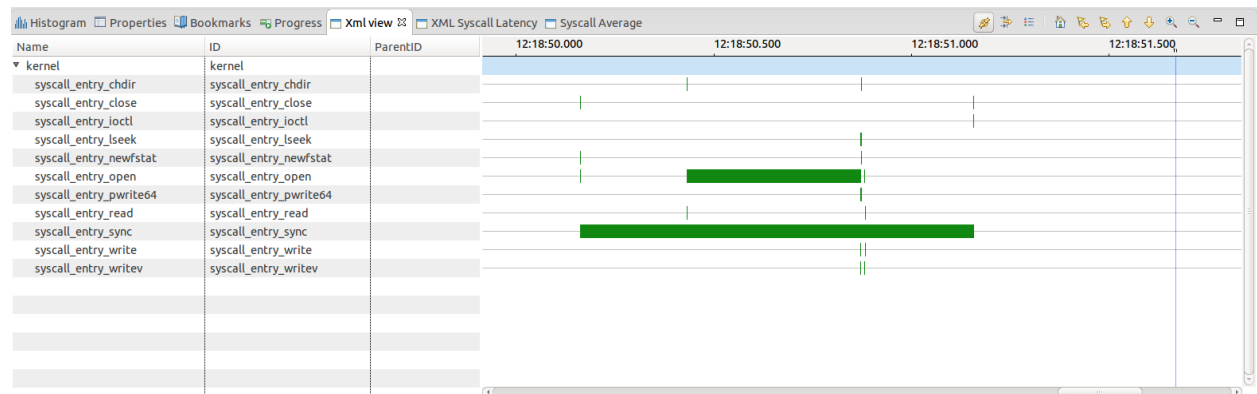 Histogram Properties Bookmarks Progress Xml view XML Syscall Latency Syscall Average
Name ID ParentID 12:18:50.000 12:18:50.500 12:18:51.000 12:18:51.500
kernel kernel
syscall_entry_chdir syscall_entry_chdir
syscall_entry_close syscall_entry_close
syscall_entry_ioctl syscall_entry_ioctl
syscall_entry_lseek syscall_entry_lseek
syscall_entry_newfstat syscall_entry_newfstat
syscall_entry_open syscall_entry_open
syscall_entry_pwrite64 syscall_entry_pwrite64
syscall_entry_read syscall_entry_read
syscall_entry_sync syscall_entry_sync
syscall_entry_write syscall_entry_write
syscall_entry_writev syscall_entry_writev